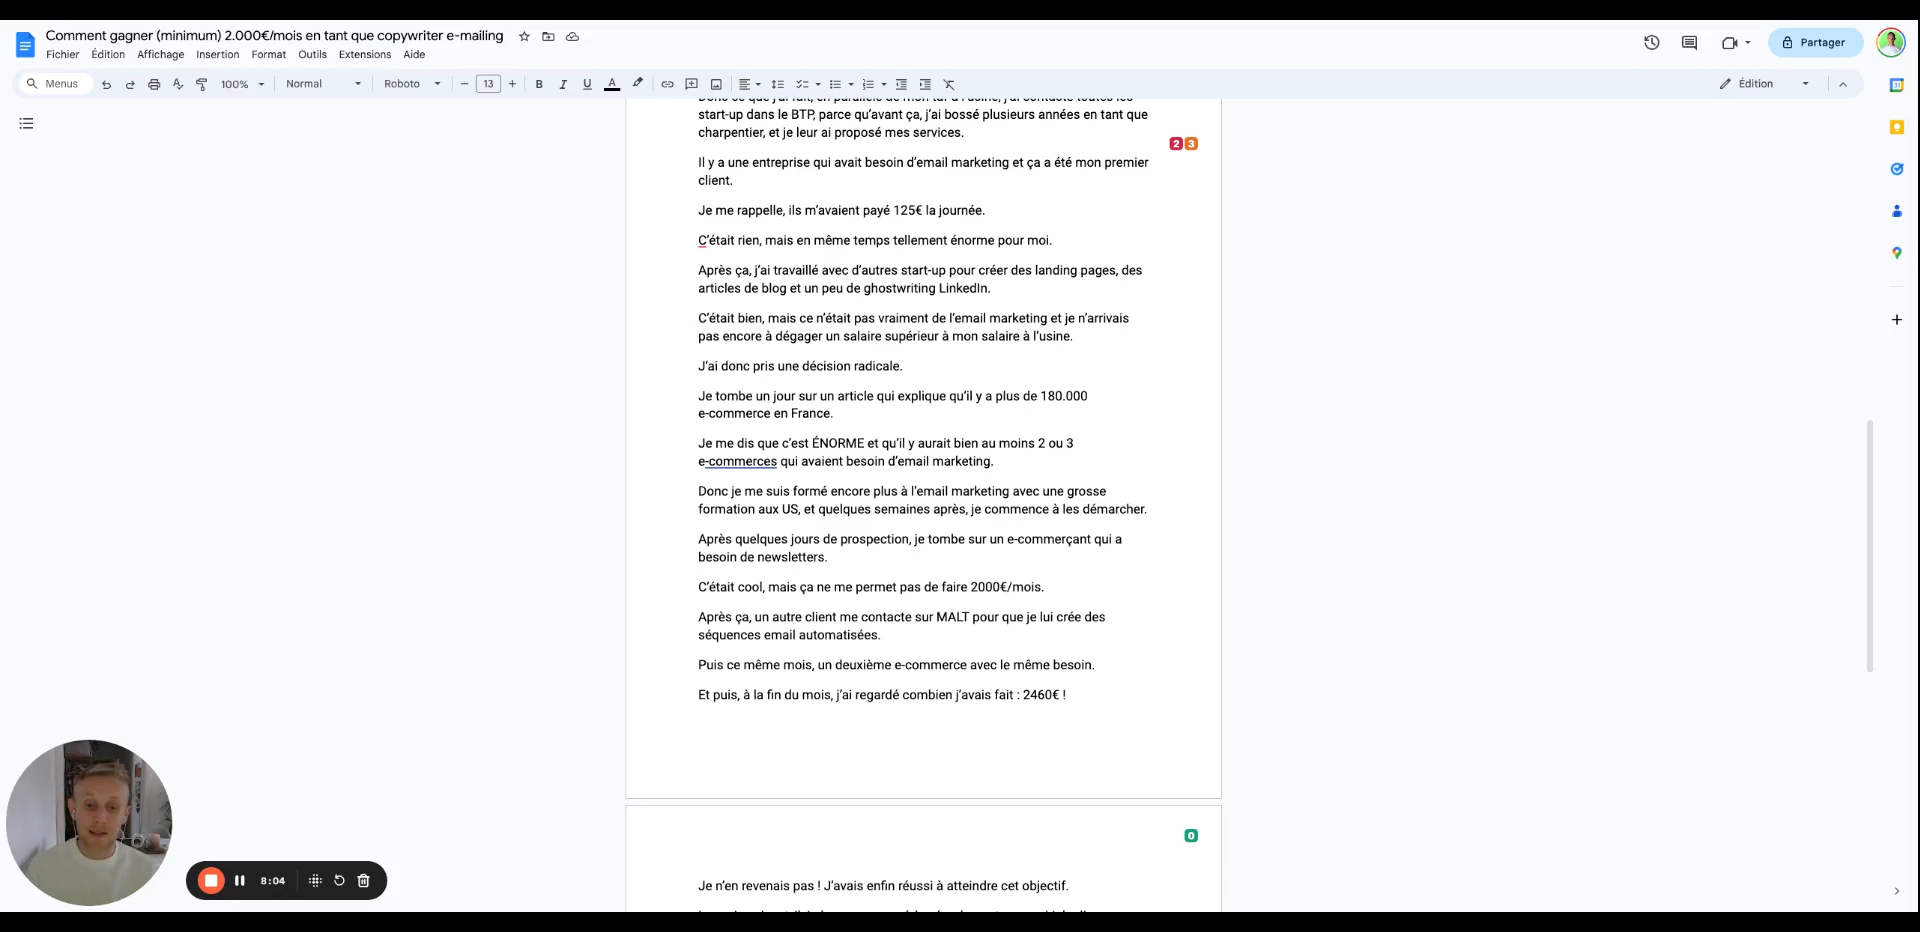 Comment gagner (minimum) 2.000€/mois en tant que copywriter e-mailing
Fichier Édition Affichage Insertion Format Outils Extensions Aide
Partager
Menus 100% Normal Roboto 13 B I U A Édition
start-up dans le BTP, parce qu'avant ça, j'ai bossé plusieurs années en tant que
charpentier, et je leur ai proposé mes services.
2 3
Il y a une entreprise qui avait besoin d'email marketing et ça a été mon premier
client.
Je me rappelle, ils m'avaient payé 125€ la journée.
C'était rien, mais en même temps tellement énorme pour moi.
Après ça, j'ai travaillé avec d'autres start-up pour créer des landing pages, des
articles de blog et un peu de ghostwriting LinkedIn.
C'était bien, mais ce n'était pas vraiment de l'email marketing et je n'arrivais
pas encore à dégager un salaire supérieur à mon salaire à l'usine.
J'ai donc pris une décision radicale.
Je tombe un jour sur un article qui explique qu'il y a plus de 180.000
e-commerce en France.
Je me dis que c'est ÉNORME et qu'il y aurait bien au moins 2 ou 3
e-commerces qui avaient besoin d'email marketing.
Donc je me suis formé encore plus à l'email marketing avec une grosse
formation aux US, et quelques semaines après, je commence à les démarcher.
Après quelques jours de prospection, je tombe sur un e-commerçant qui a
besoin de newsletters.
C'était cool, mais ça ne me permet pas de faire 2000€/mois.
Après ça, un autre client me contacte sur MALT pour que je lui crée des
séquences email automatisées.
Puis ce même mois, un deuxième e-commerce avec le même besoin.
Et puis, à la fin du mois, j'ai regardé combien j'avais fait : 2460€ !
0
8:04
Je n'en revenais pas ! J'avais enfin réussi à atteindre cet objectif.